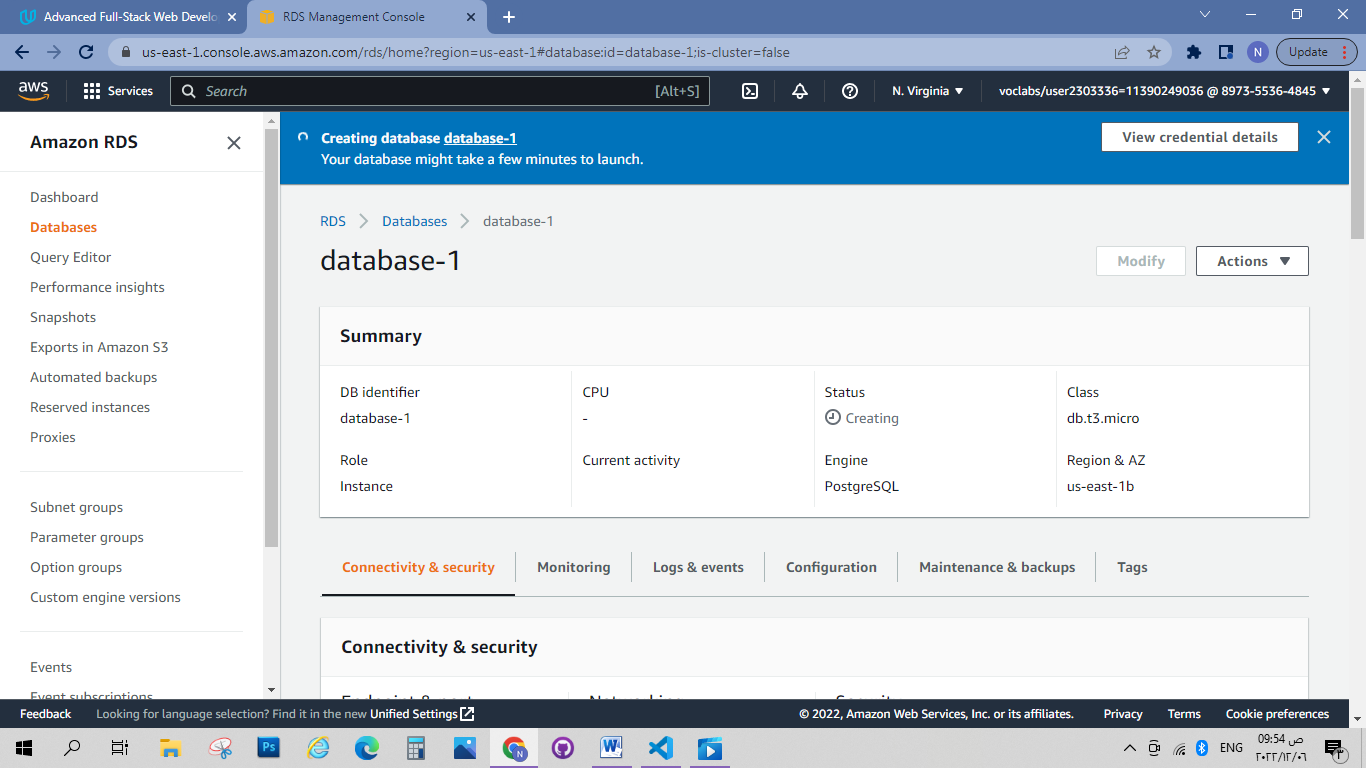 Advanced Full-Stack Web Develo
RDS Management Console
us-east-1.console.aws.amazon.com/rds/home?region=us-east-1#database:id=database-1;is-cluster=false
N
Update
aws
Services
Search
[Alt+S]
N. Virginia
voclabs/user2303336=11390249036 @ 8973-5536-4845
Amazon RDS
Dashboard
Databases
Query Editor
Performance insights
Snapshots
Exports in Amazon S3
Automated backups
Reserved instances
Proxies
Subnet groups
Parameter groups
Option groups
Custom engine versions
Events
Event subscriptions
Creating database database-1
Your database might take a few minutes to launch.
View credential details
RDS
Databases
database-1
database-1
Modify
Actions
Summary
DB identifier
database-1
CPU
-
Status
Creating
Class
db.t3.micro
Role
Instance
Current activity
Engine
PostgreSQL
Region & AZ
us-east-1b
Connectivity & security
Monitoring
Logs & events
Configuration
Maintenance & backups
Tags
Connectivity & security
Endpoint & port
Networking
Security
Feedback
Looking for language selection? Find it in the new Unified Settings
© 2022, Amazon Web Services, Inc. or its affiliates.
Privacy
Terms
Cookie preferences
Ps
N
W
ENG
09:54 ص
٢٠٢٢/١٢/٠٦
٣